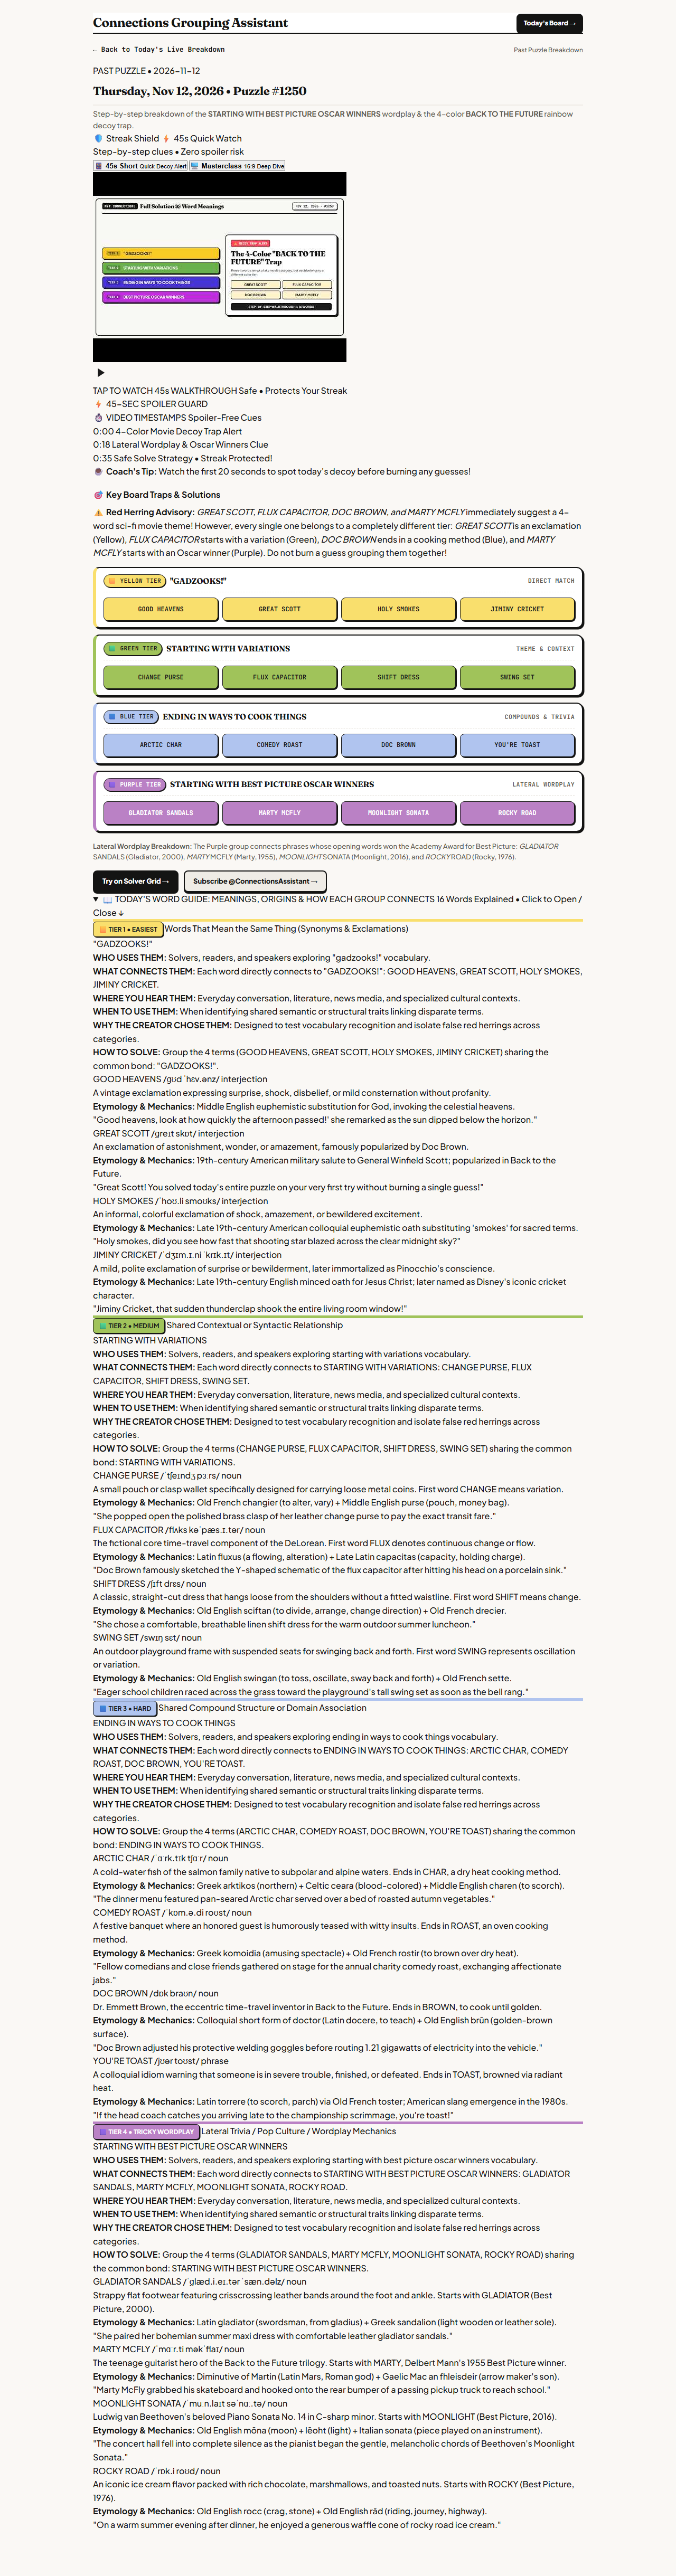 Connections Grouping Assistant
Today's Board →
← Back to Today's Live Breakdown
Past Puzzle Breakdown
PAST PUZZLE • 2026-11-12
Thursday, Nov 12, 2026 • Puzzle #1250
Step-by-step breakdown of the STARTING WITH BEST PICTURE OSCAR WINNERS wordplay & the 4-color BACK TO THE FUTURE rainbow
decoy trap.
Streak Shield 45s Quick Watch
Step-by-step clues • Zero spoiler risk
45s Short Quick Decoy Alert
Masterclass 16:9 Deep Dive
NYT CONNECTIONS Full Solution & Word Meanings
NOV 12, 2026 • #1250
"GADZOOKS!"
STARTING WITH VARIATIONS
ENDING IN WAYS TO COOK THINGS
BEST PICTURE OSCAR WINNERS
The 4-Color "BACK TO THE
FUTURE" Trap
GREAT SCOTT
FLUX CAPACITOR
DOC BROWN
MARTY MCFLY
TAP TO WATCH 45s WALKTHROUGH Safe • Protects Your Streak
45-SEC SPOILER GUARD
VIDEO TIMESTAMPS Spoiler-Free Cues
0:00 4-Color Movie Decoy Trap Alert
0:18 Lateral Wordplay & Oscar Winners Clue
0:35 Safe Solve Strategy • Streak Protected!
Coach's Tip: Watch the first 20 seconds to spot today's decoy before burning any guesses!
Key Board Traps & Solutions
Red Herring Advisory: GREAT SCOTT, FLUX CAPACITOR, DOC BROWN, and MARTY MCFLY immediately suggest a 4-
word sci-fi movie theme! However, every single one belongs to a completely different tier: GREAT SCOTT is an exclamation
(Yellow), FLUX CAPACITOR starts with a variation (Green), DOC BROWN ends in a cooking method (Blue), and MARTY
MCFLY starts with an Oscar winner (Purple). Do not burn a guess grouping them together!
YELLOW TIER "GADZOOKS!"
DIRECT MATCH
GOOD HEAVENS
GREAT SCOTT
HOLY SMOKES
JIMINY CRICKET
GREEN TIER STARTING WITH VARIATIONS
THEME & CONTEXT
CHANGE PURSE
FLUX CAPACITOR
SHIFT DRESS
SWING SET
BLUE TIER ENDING IN WAYS TO COOK THINGS
COMPOUNDS & TRIVIA
ARCTIC CHAR
COMEDY ROAST
DOC BROWN
YOU'RE TOAST
PURPLE TIER STARTING WITH BEST PICTURE OSCAR WINNERS
LATERAL WORDPLAY
GLADIATOR SANDALS
MARTY MCFLY
MOONLIGHT SONATA
ROCKY ROAD
Lateral Wordplay Breakdown: The Purple group connects phrases whose opening words won the Academy Award for Best Picture: GLADIATOR
SANDALS (Gladiator, 2000), MARTY MCFLY (Marty, 1955), MOONLIGHT SONATA (Moonlight, 2016), and ROCKY ROAD (Rocky, 1976).
Try on Solver Grid →
Subscribe @ConnectionsAssistant →
▼ TODAY'S WORD GUIDE: MEANINGS, ORIGINS & HOW EACH GROUP CONNECTS 16 Words Explained • Click to Open /
Close ↓
TIER 1 • EASIEST Words That Mean the Same Thing (Synonyms & Exclamations)
"GADZOOKS!"
WHO USES THEM: Solvers, readers, and speakers exploring "gadzooks!" vocabulary.
WHAT CONNECTS THEM: Each word directly connects to "GADZOOKS!": GOOD HEAVENS, GREAT SCOTT, HOLY SMOKES,
JIMINY CRICKET.
WHERE YOU HEAR THEM: Everyday conversation, literature, news media, and specialized cultural contexts.
WHEN TO USE THEM: When identifying shared semantic or structural traits linking disparate terms.
WHY THE CREATOR CHOSE THEM: Designed to test vocabulary recognition and isolate false red herrings across
categories.
HOW TO SOLVE: Group the 4 terms (GOOD HEAVENS, GREAT SCOTT, HOLY SMOKES, JIMINY CRICKET) sharing the
common bond: "GADZOOKS!".
GOOD HEAVENS /ɡʊd ˈhɛv.ənz/ interjection
A vintage exclamation expressing surprise, shock, disbelief, or mild consternation without profanity.
Etymology & Mechanics: Middle English euphemistic substitution for God, invoking the celestial heavens.
"Good heavens, look at how quickly the afternoon passed!' she remarked as the sun dipped below the horizon."
GREAT SCOTT /ɡreɪt skɒt/ interjection
An exclamation of astonishment, wonder, or amazement, famously popularized by Doc Brown.
Etymology & Mechanics: 19th-century American military salute to General Winfield Scott; popularized in Back to the
Future.
"Great Scott! You solved today's entire puzzle on your very first try without burning a single guess!"
HOLY SMOKES /ˈhoʊ.li smoʊks/ interjection
An informal, colorful exclamation of shock, amazement, or bewildered excitement.
Etymology & Mechanics: Late 19th-century American colloquial euphemistic oath substituting 'smokes' for sacred terms.
"Holy smokes, did you see how fast that shooting star blazed across the clear midnight sky?"
JIMINY CRICKET /ˈdʒɪm.ɪ.ni ˈkrɪk.ɪt/ interjection
A mild, polite exclamation of surprise or bewilderment, later immortalized as Pinocchio's conscience.
Etymology & Mechanics: Late 19th-century English minced oath for Jesus Christ; later named as Disney's iconic cricket
character.
"Jiminy Cricket, that sudden thunderclap shook the entire living room window!"
TIER 2 • MEDIUM Shared Contextual or Syntactic Relationship
STARTING WITH VARIATIONS
WHO USES THEM: Solvers, readers, and speakers exploring starting with variations vocabulary.
WHAT CONNECTS THEM: Each word directly connects to STARTING WITH VARIATIONS: CHANGE PURSE, FLUX
CAPACITOR, SHIFT DRESS, SWING SET.
WHERE YOU HEAR THEM: Everyday conversation, literature, news media, and specialized cultural contexts.
WHEN TO USE THEM: When identifying shared semantic or structural traits linking disparate terms.
WHY THE CREATOR CHOSE THEM: Designed to test vocabulary recognition and isolate false red herrings across
categories.
HOW TO SOLVE: Group the 4 terms (CHANGE PURSE, FLUX CAPACITOR, SHIFT DRESS, SWING SET) sharing the common
bond: STARTING WITH VARIATIONS.
CHANGE PURSE /ˈtʃeɪndʒ pɜːrs/ noun
A small pouch or clasp wallet specifically designed for carrying loose metal coins. First word CHANGE means variation.
Etymology & Mechanics: Old French changier (to alter, vary) + Middle English purse (pouch, money bag).
"She popped open the polished brass clasp of her leather change purse to pay the exact transit fare."
FLUX CAPACITOR /flʌks kəˈpæs.ɪ.tər/ noun
The fictional core time-travel component of the DeLorean. First word FLUX denotes continuous change or flow.
Etymology & Mechanics: Latin fluxus (a flowing, alteration) + Late Latin capacitas (capacity, holding charge).
"Doc Brown famously sketched the Y-shaped schematic of the flux capacitor after hitting his head on a porcelain sink."
SHIFT DRESS /ʃɪft drɛs/ noun
A classic, straight-cut dress that hangs loose from the shoulders without a fitted waistline. First word SHIFT means change.
Etymology & Mechanics: Old English sciftan (to divide, arrange, change direction) + Old French drecier.
"She chose a comfortable, breathable linen shift dress for the warm outdoor summer luncheon."
SWING SET /swɪŋ sɛt/ noun
An outdoor playground frame with suspended seats for swinging back and forth. First word SWING represents oscillation
or variation.
Etymology & Mechanics: Old English swingan (to toss, oscillate, sway back and forth) + Old French sette.
"Eager school children raced across the grass toward the playground's tall swing set as soon as the bell rang."
TIER 3 • HARD Shared Compound Structure or Domain Association
ENDING IN WAYS TO COOK THINGS
WHO USES THEM: Solvers, readers, and speakers exploring ending in ways to cook things vocabulary.
WHAT CONNECTS THEM: Each word directly connects to ENDING IN WAYS TO COOK THINGS: ARCTIC CHAR, COMEDY
ROAST, DOC BROWN, YOU'RE TOAST.
WHERE YOU HEAR THEM: Everyday conversation, literature, news media, and specialized cultural contexts.
WHEN TO USE THEM: When identifying shared semantic or structural traits linking disparate terms.
WHY THE CREATOR CHOSE THEM: Designed to test vocabulary recognition and isolate false red herrings across
categories.
HOW TO SOLVE: Group the 4 terms (ARCTIC CHAR, COMEDY ROAST, DOC BROWN, YOU'RE TOAST) sharing the common
bond: ENDING IN WAYS TO COOK THINGS.
ARCTIC CHAR /ˈɑːrk.tɪk tʃɑːr/ noun
A cold-water fish of the salmon family native to subpolar and alpine waters. Ends in CHAR, a dry heat cooking method.
Etymology & Mechanics: Greek arktikos (northern) + Celtic ceara (blood-colored) + Middle English charen (to scorch).
"The dinner menu featured pan-seared Arctic char served over a bed of roasted autumn vegetables."
COMEDY ROAST /ˈkɒm.ə.di roʊst/ noun
A festive banquet where an honored guest is humorously teased with witty insults. Ends in ROAST, an oven cooking
method.
Etymology & Mechanics: Greek komoidia (amusing spectacle) + Old French rostir (to brown over dry heat).
"Fellow comedians and close friends gathered on stage for the annual charity comedy roast, exchanging affectionate
jabs."
DOC BROWN /dɒk braʊn/ noun
Dr. Emmett Brown, the eccentric time-travel inventor in Back to the Future. Ends in BROWN, to cook until golden.
Etymology & Mechanics: Colloquial short form of doctor (Latin docere, to teach) + Old English brūn (golden-brown
surface).
"Doc Brown adjusted his protective welding goggles before routing 1.21 gigawatts of electricity into the vehicle."
YOU'RE TOAST /jʊər toʊst/ phrase
A colloquial idiom warning that someone is in severe trouble, finished, or defeated. Ends in TOAST, browned via radiant
heat.
Etymology & Mechanics: Latin torrere (to scorch, parch) via Old French toster; American slang emergence in the 1980s.
"If the head coach catches you arriving late to the championship scrimmage, you're toast!"
TIER 4 • TRICKY WORDPLAY Lateral Trivia / Pop Culture / Wordplay Mechanics
STARTING WITH BEST PICTURE OSCAR WINNERS
WHO USES THEM: Solvers, readers, and speakers exploring starting with best picture oscar winners vocabulary.
WHAT CONNECTS THEM: Each word directly connects to STARTING WITH BEST PICTURE OSCAR WINNERS: GLADIATOR
SANDALS, MARTY MCFLY, MOONLIGHT SONATA, ROCKY ROAD.
WHERE YOU HEAR THEM: Everyday conversation, literature, news media, and specialized cultural contexts.
WHEN TO USE THEM: When identifying shared semantic or structural traits linking disparate terms.
WHY THE CREATOR CHOSE THEM: Designed to test vocabulary recognition and isolate false red herrings across
categories.
HOW TO SOLVE: Group the 4 terms (GLADIATOR SANDALS, MARTY MCFLY, MOONLIGHT SONATA, ROCKY ROAD) sharing
the common bond: STARTING WITH BEST PICTURE OSCAR WINNERS.
GLADIATOR SANDALS /ˈɡlæd.i.eɪ.tər ˈsæn.dəlz/ noun
Strappy flat footwear featuring crisscrossing leather bands around the foot and ankle. Starts with GLADIATOR (Best
Picture, 2000).
Etymology & Mechanics: Latin gladiator (swordsman, from gladius) + Greek sandalion (light wooden or leather sole).
"She paired her bohemian summer maxi dress with comfortable leather gladiator sandals."
MARTY MCFLY /ˈmɑːr.ti məkˈflaɪ/ noun
The teenage guitarist hero of the Back to the Future trilogy. Starts with MARTY, Delbert Mann's 1955 Best Picture winner.
Etymology & Mechanics: Diminutive of Martin (Latin Mars, Roman god) + Gaelic Mac an fhleisdeir (arrow maker's son).
"Marty McFly grabbed his skateboard and hooked onto the rear bumper of a passing pickup truck to reach school."
MOONLIGHT SONATA /ˈmuːn.laɪt səˈnɑː.tə/ noun
Ludwig van Beethoven's beloved Piano Sonata No. 14 in C-sharp minor. Starts with MOONLIGHT (Best Picture, 2016).
Etymology & Mechanics: Old English mōna (moon) + lēoht (light) + Italian sonata (piece played on an instrument).
"The concert hall fell into complete silence as the pianist began the gentle, melancholic chords of Beethoven's Moonlight
Sonata."
ROCKY ROAD /ˈrɒk.i roʊd/ noun
An iconic ice cream flavor packed with rich chocolate, marshmallows, and toasted nuts. Starts with ROCKY (Best Picture,
1976).
Etymology & Mechanics: Old English rocc (crag, stone) + Old English rād (riding, journey, highway).
"On a warm summer evening after dinner, he enjoyed a generous waffle cone of rocky road ice cream."